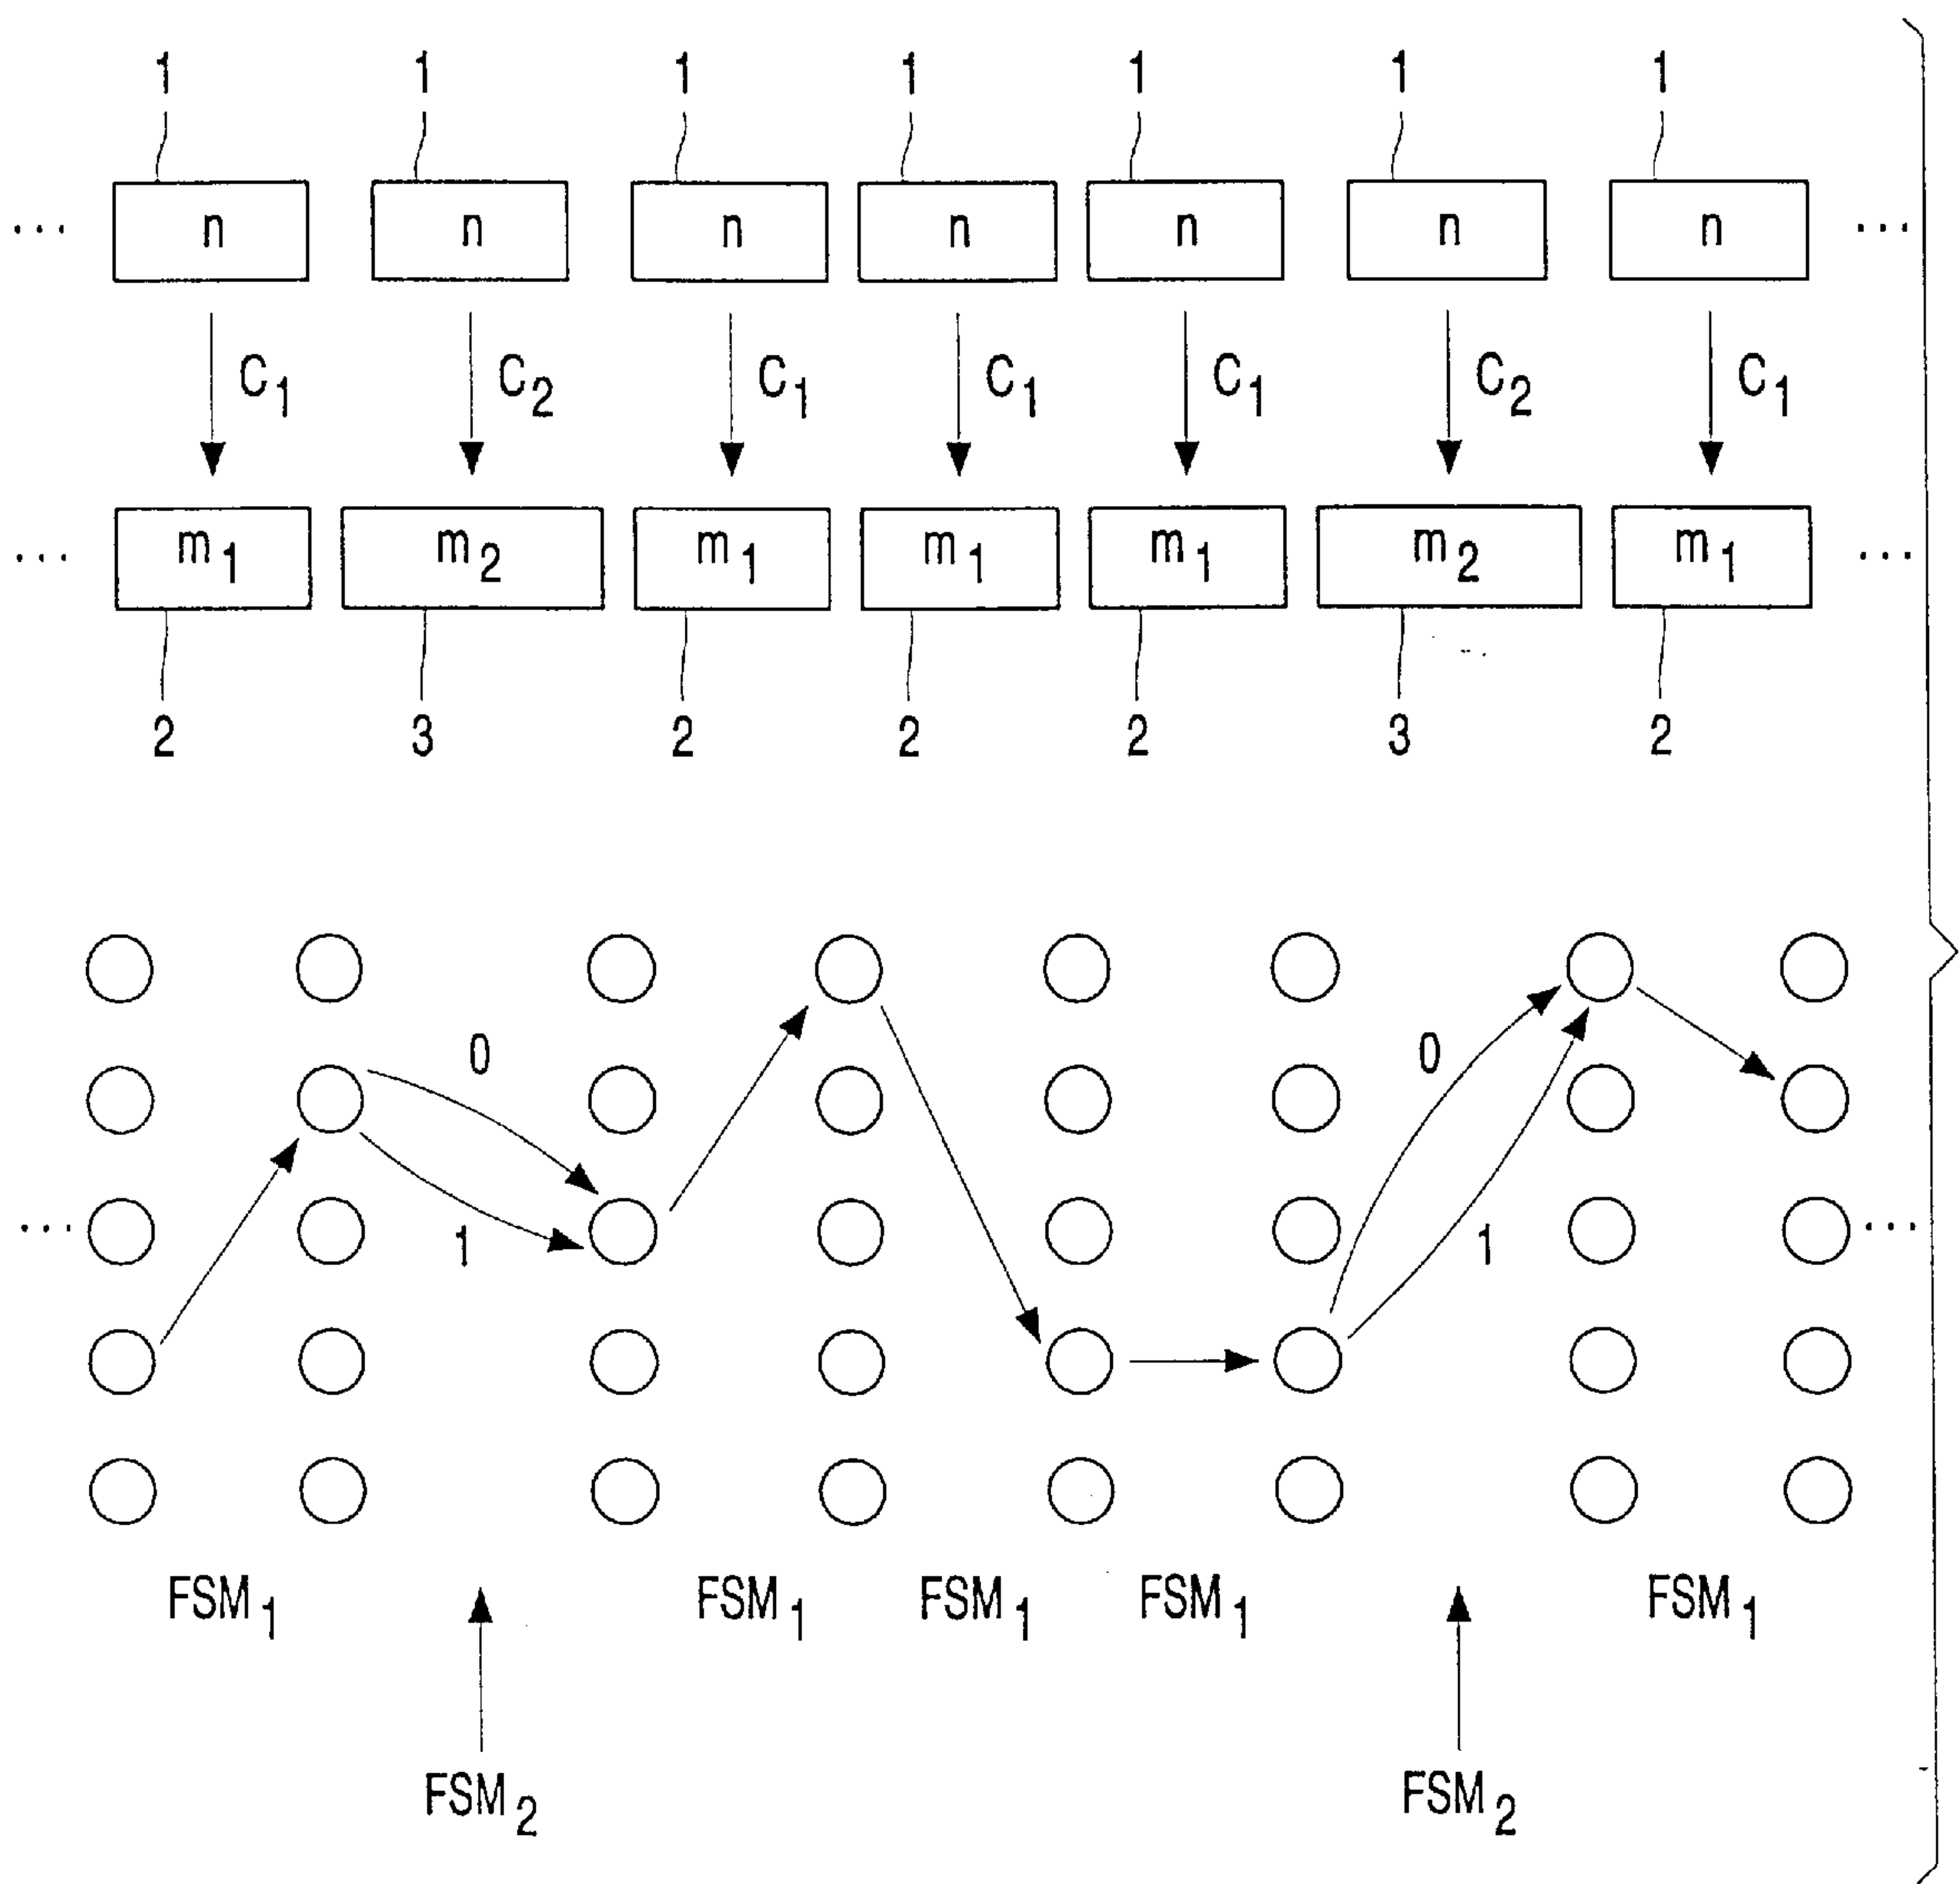 1 1 1 1 1 1 1
... n n n n n n n ...
C1 C2 C1 C1 C1 C2 C1
... m1 m2 m1 m1 m1 m2 m1 ...
2 3 2 2 2 3 2
0 0
... 1 1 ...
FSM1 FSM1 FSM1 FSM1 FSM1
FSM2 FSM2